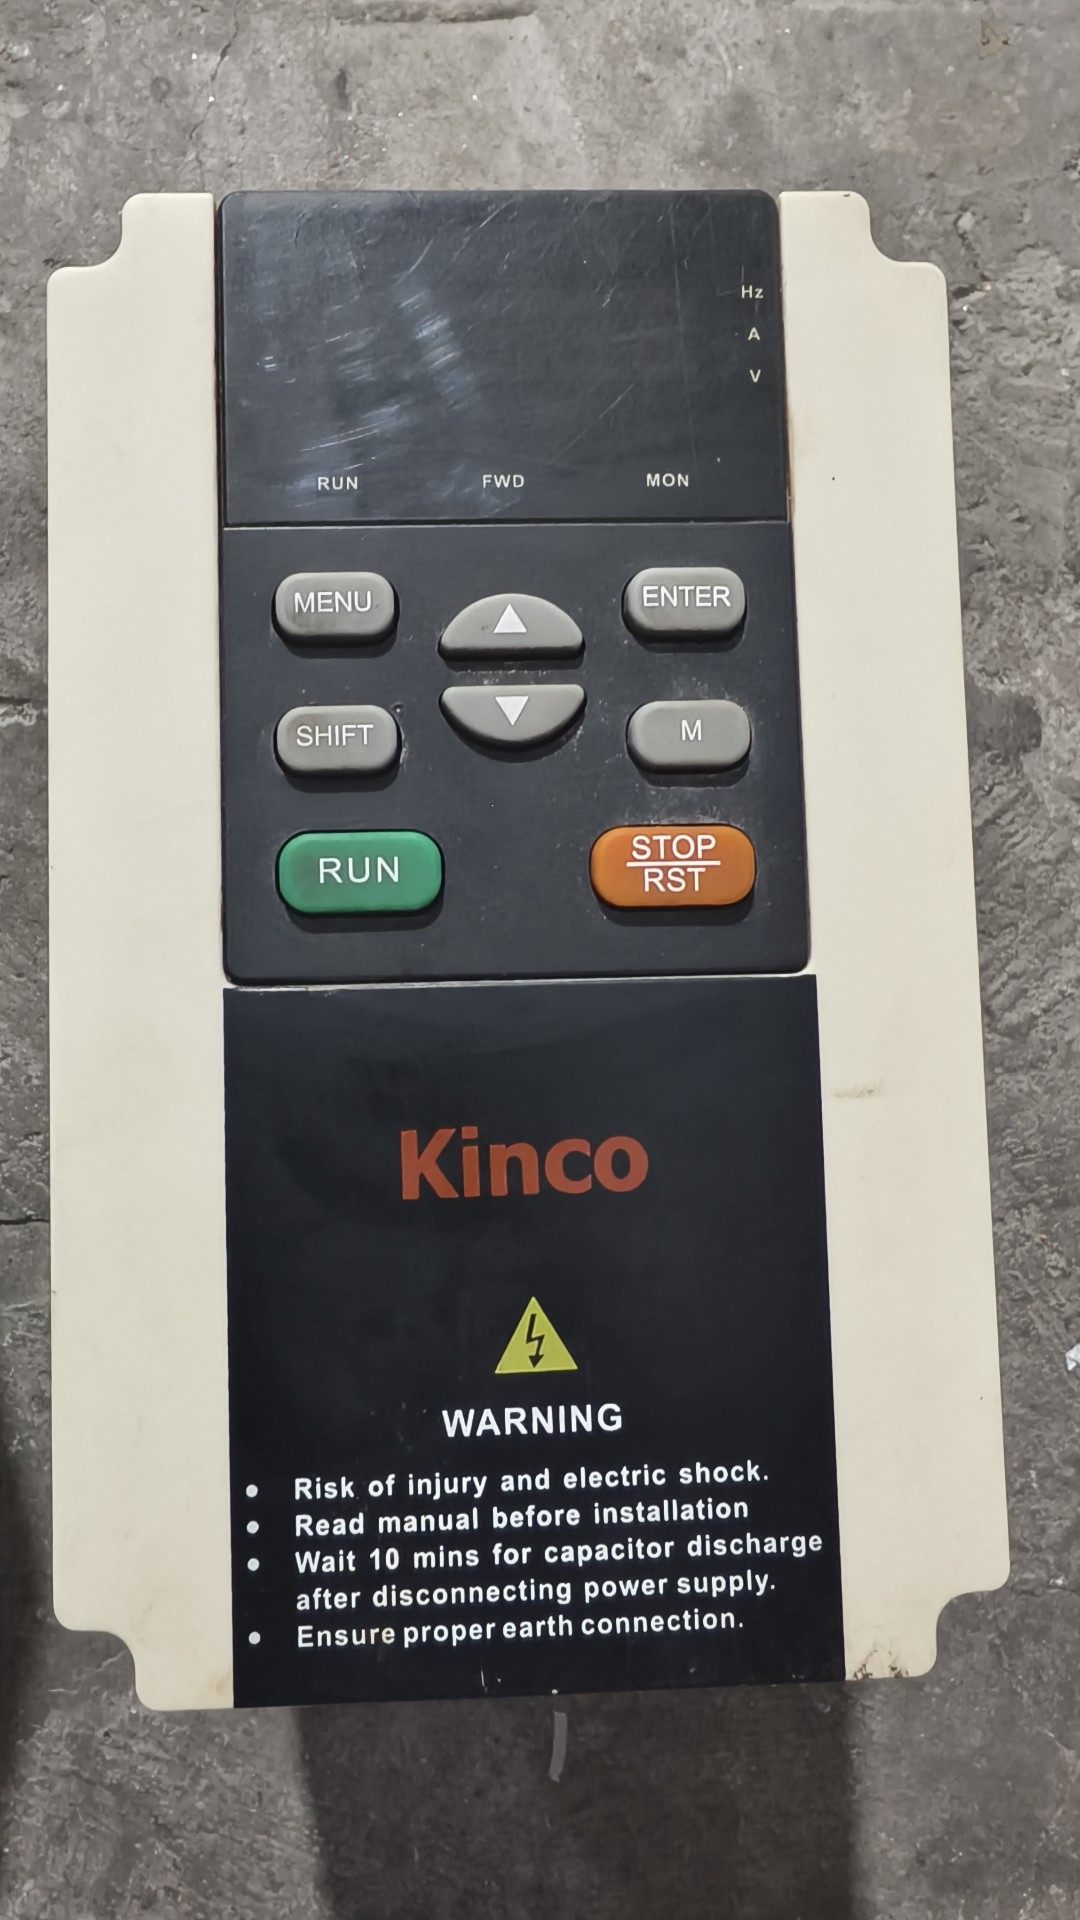 Hz
A
V
RUN FWD MON
MENU ▲ ENTER
SHIFT ▼ M
RUN STOP
RST
Kinco
WARNING
• Risk of injury and electric shock.
• Read manual before installation
• Wait 10 mins for capacitor discharge
after disconnecting power supply.
• Ensure proper earth connection.